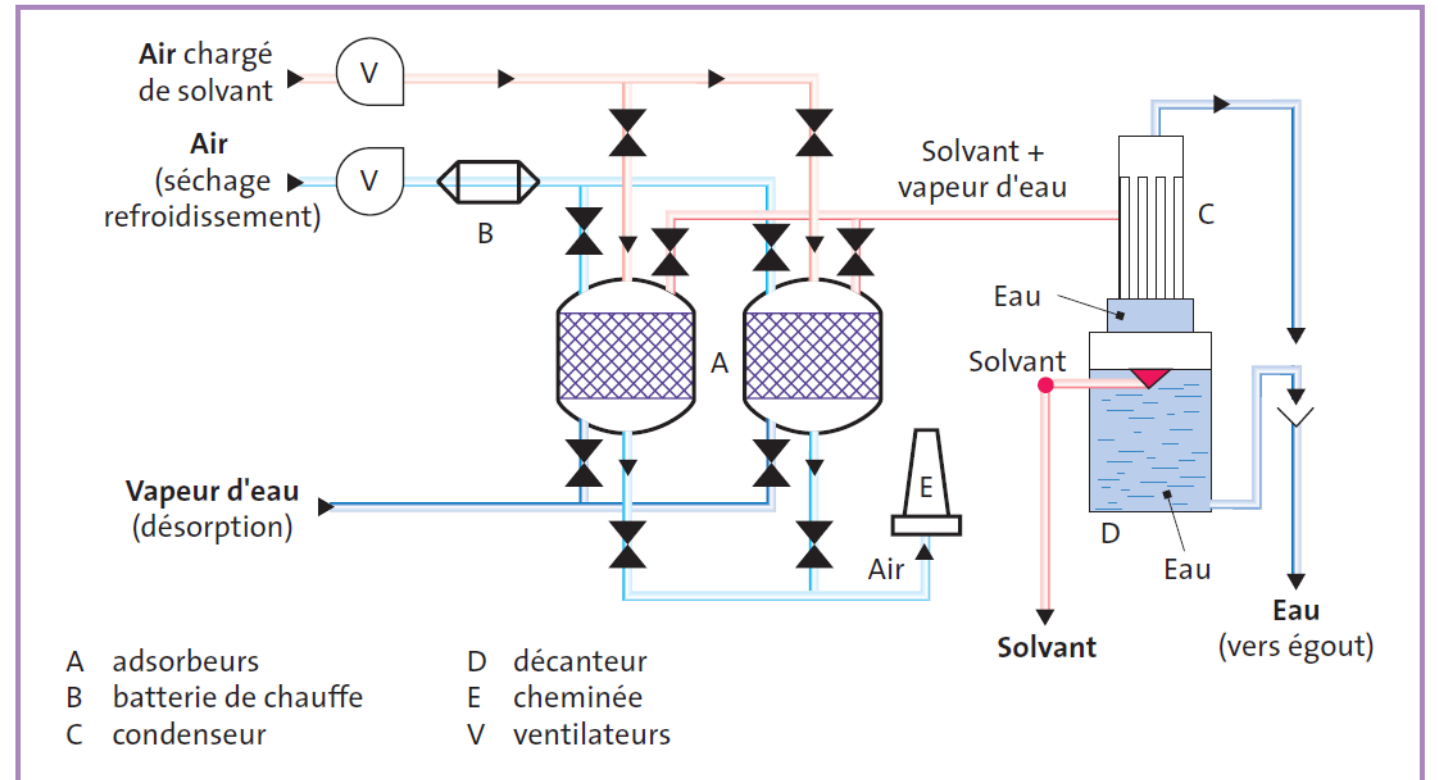 Air chargé
de solvant
V
Air
(séchage
refroidissement)
V
B
Solvant +
vapeur d'eau
C
Eau
Solvant
A
Vapeur d'eau
(désorption)
E
Air
D
Eau
Solvant
Eau
(vers égout)
A adsorbeurs
B batterie de chauffe
C condenseur
D décanteur
E cheminée
V ventilateurs